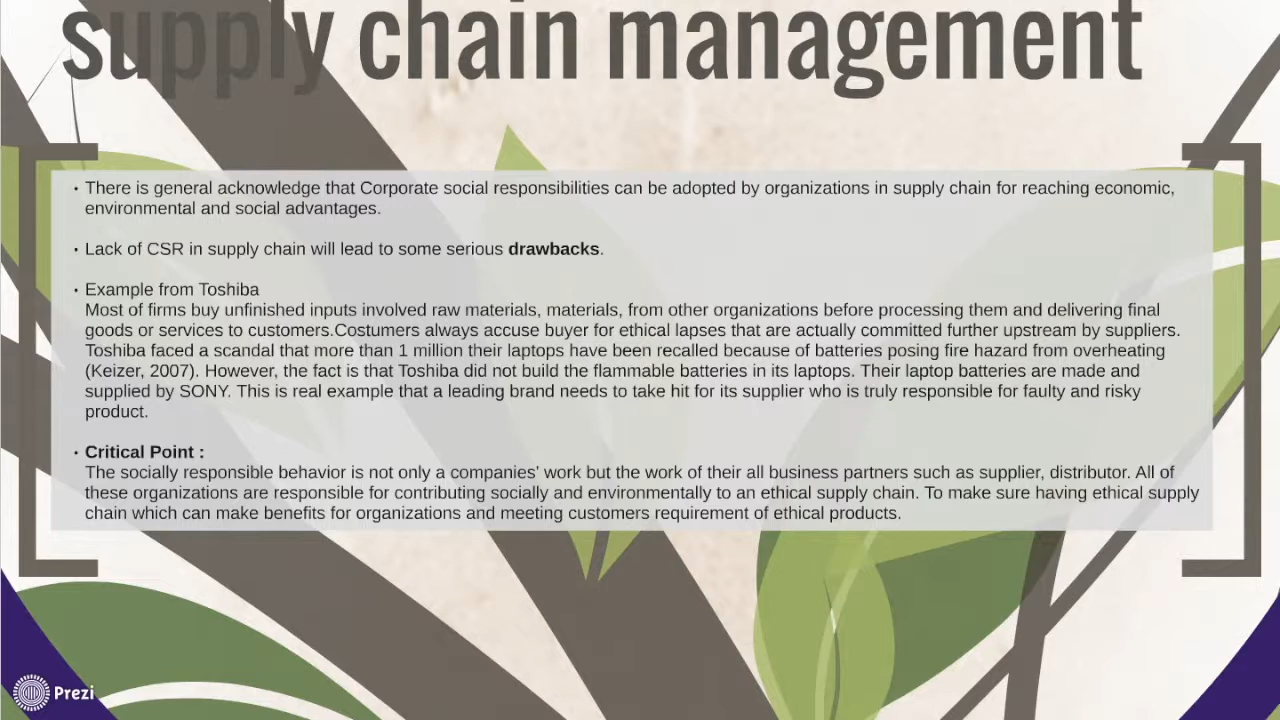 supply chain management
• There is general acknowledge that Corporate social responsibilities can be adopted by organizations in supply chain for reaching economic,
environmental and social advantages.
• Lack of CSR in supply chain will lead to some serious drawbacks.
• Example from Toshiba
Most of firms buy unfinished inputs involved raw materials, materials, from other organizations before processing them and delivering final
goods or services to customers.Costumers always accuse buyer for ethical lapses that are actually committed further upstream by suppliers.
Toshiba faced a scandal that more than 1 million their laptops have been recalled because of batteries posing fire hazard from overheating
(Keizer, 2007). However, the fact is that Toshiba did not build the flammable batteries in its laptops. Their laptop batteries are made and
supplied by SONY. This is real example that a leading brand needs to take hit for its supplier who is truly responsible for faulty and risky
product.
• Critical Point :
The socially responsible behavior is not only a companies' work but the work of their all business partners such as supplier, distributor. All of
these organizations are responsible for contributing socially and environmentally to an ethical supply chain. To make sure having ethical supply
chain which can make benefits for organizations and meeting customers requirement of ethical products.
Prezi